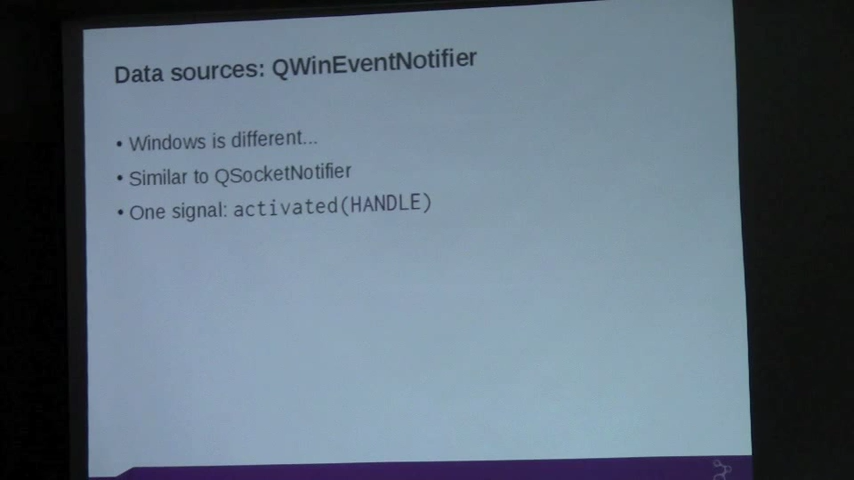 Data sources: QWinEventNotifier
• Windows is different...
• Similar to QSocketNotifier
• One signal: activated(HANDLE)